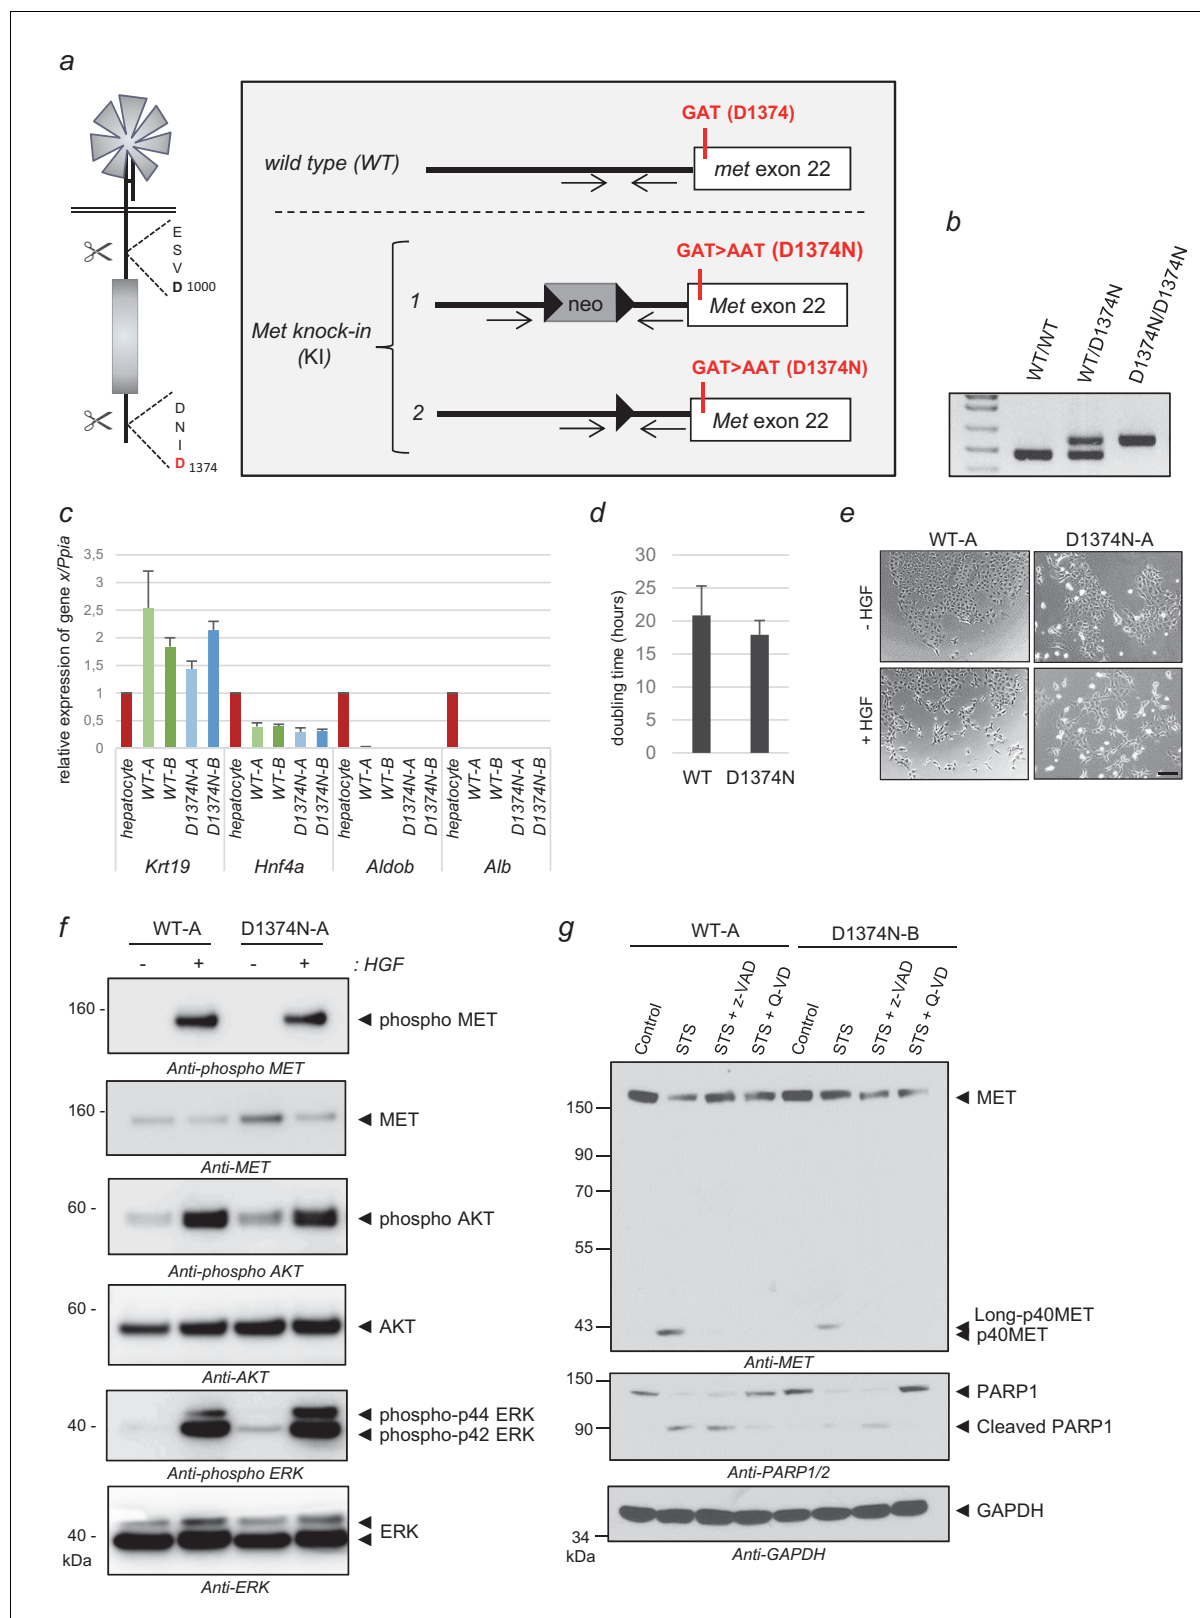 a
E
S
V
D 1000
D
N
I
D 1374
wild type (WT)
GAT (D1374)
met exon 22
Met knock-in
(KI)
1
GAT>AAT (D1374N)
neo
Met exon 22
2
GAT>AAT (D1374N)
Met exon 22
b
WT/WT
WT/D1374N
D1374N/D1374N
c
relative expression of gene x/Ppia
3,5
3
2,5
2
1,5
1
0,5
0
hepatocyte
WT-A
WT-B
D1374N-A
D1374N-B
hepatocyte
WT-A
WT-B
D1374N-A
D1374N-B
hepatocyte
WT-A
WT-B
D1374N-A
D1374N-B
hepatocyte
WT-A
WT-B
D1374N-A
D1374N-B
Krt19
Hnf4a
Aldob
Alb
d
doubling time (hours)
30
25
20
15
10
5
0
WT
D1374N
e
WT-A
D1374N-A
- HGF
+ HGF
f
WT-A
D1374N-A
- + - + : HGF
160 -
phospho MET
Anti-phospho MET
160 -
MET
Anti-MET
60 -
phospho AKT
Anti-phospho AKT
60 -
AKT
Anti-AKT
40 -
phospho-p44 ERK
phospho-p42 ERK
Anti-phospho ERK
40 -
kDa
ERK
Anti-ERK
g
WT-A
D1374N-B
Control
STS
STS + z-VAD
STS + Q-VD
Control
STS
STS + z-VAD
STS + Q-VD
150
90
70
55
43
MET
Long-p40MET
p40MET
Anti-MET
150
90
PARP1
Cleaved PARP1
Anti-PARP1/2
34
kDa
GAPDH
Anti-GAPDH